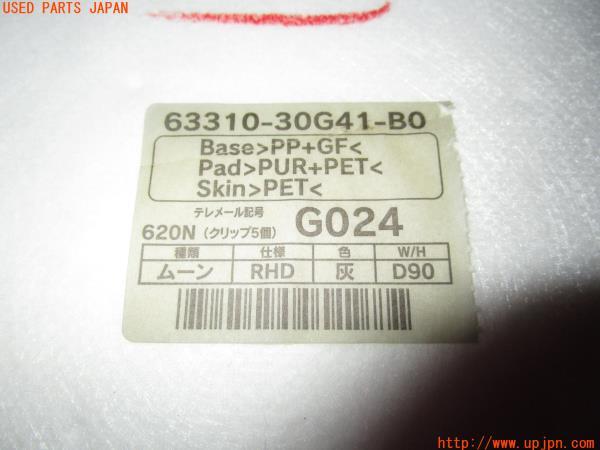 USED PARTS JAPAN
63310-30G41-B0
Base>PP+GF<
Pad>PUR+PET<
Skin>PET<
テレメール記号
620N (クリップ5個) G024
種類 仕様 色 W/H
ムーン RHD 灰 D90
http://www.upjpn.com